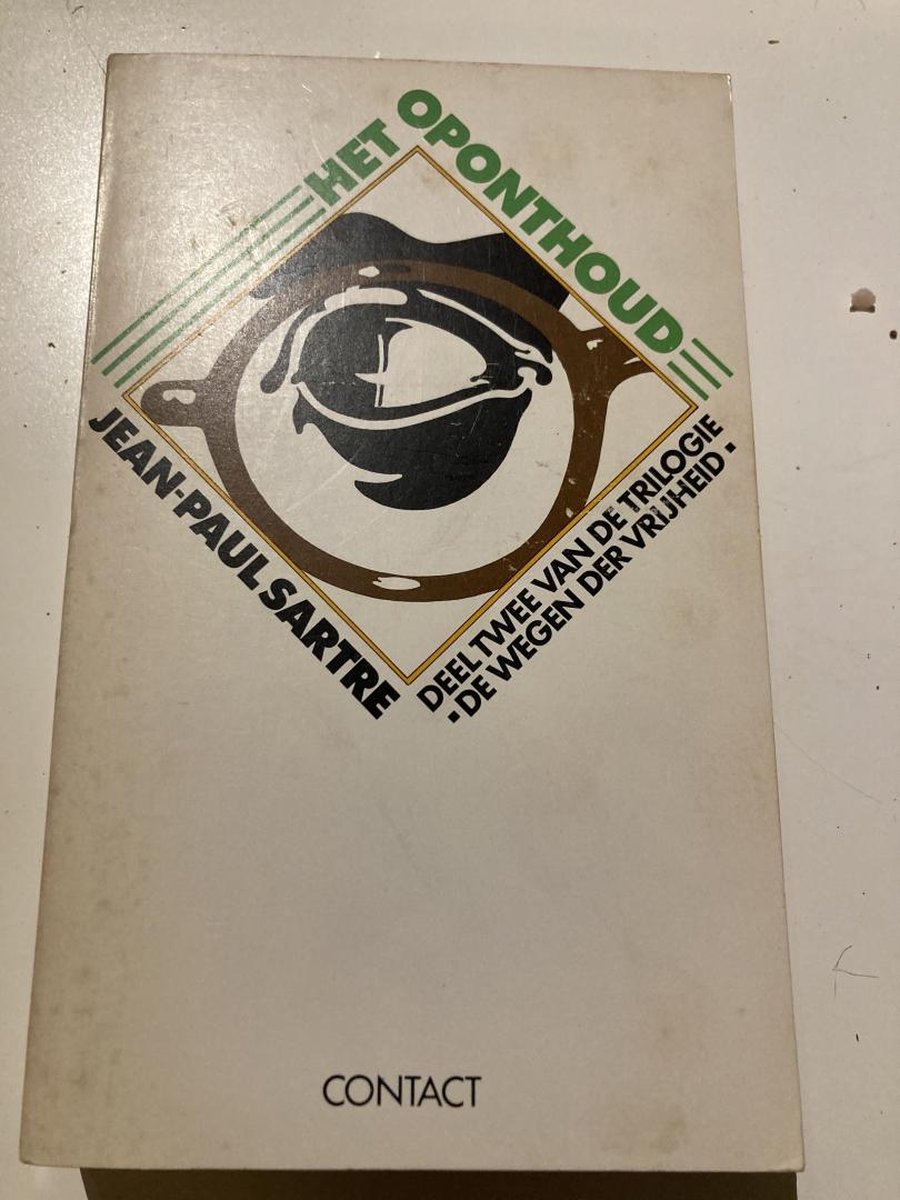 HET OPONTHOUD
JEAN-PAUL SARTRE
DEEL TWEE VAN DE TRILOGIE
·DE WEGEN DER VRIJHEID·
CONTACT